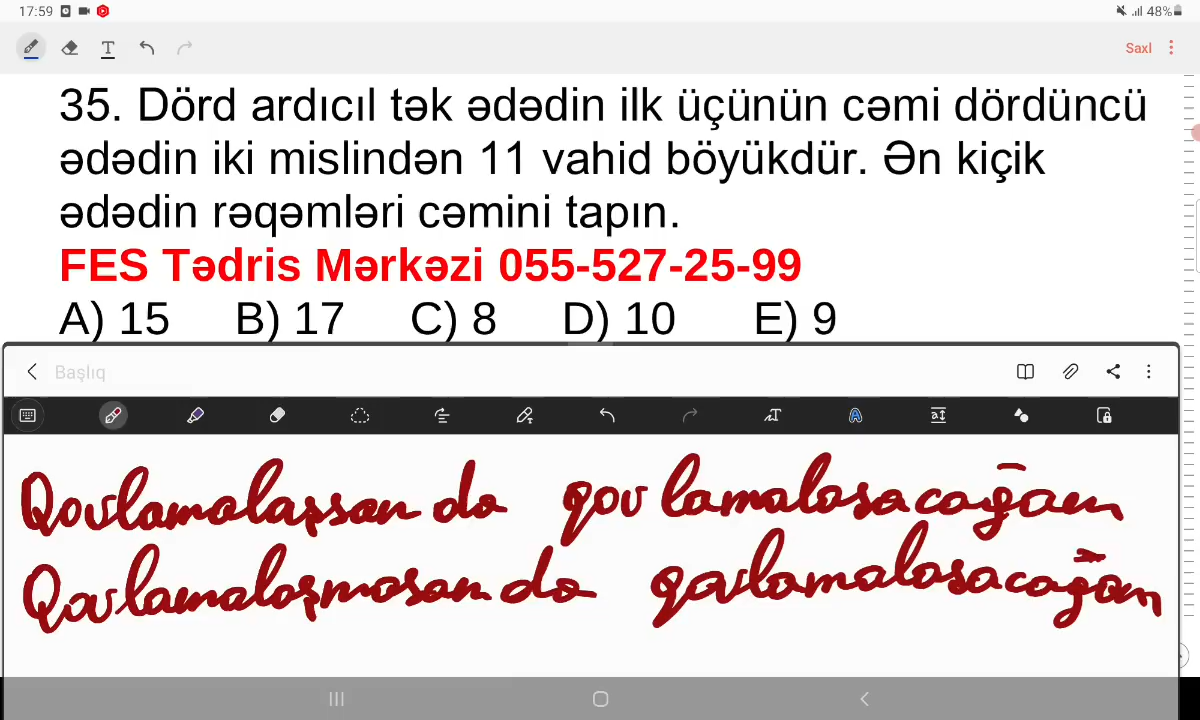 17:59 48%
T Saxl
35. Dörd ardıcıl tək ədədin ilk üçünün cəmi dördüncü
ədədin iki mislindən 11 vahid böyükdür. Ən kiçik
ədədin rəqəmləri cəmini tapın.
FES Tədris Mərkəzi 055-527-25-99
A) 15 B) 17 C) 8 D) 10 E) 9
Başlıq
Qovlamalaşsan da qovlamalasacağam
Qovlamalaşmasan da qovlamalasacağam